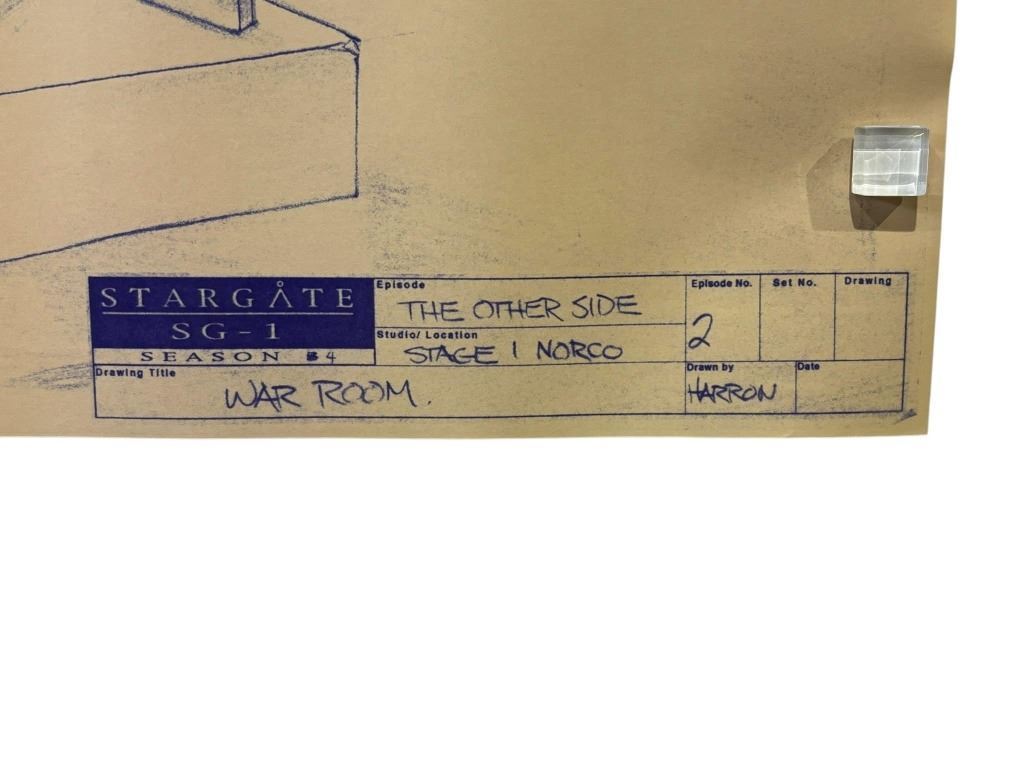 STARGÅTE
SG-1
SEASON 4
Episode
THE OTHER SIDE
Studio/ Location
STAGE 1 NORCO
Episode No.
2
Set No.
Drawing
Drawing Title
WAR ROOM.
Drawn by
HARRON
Date